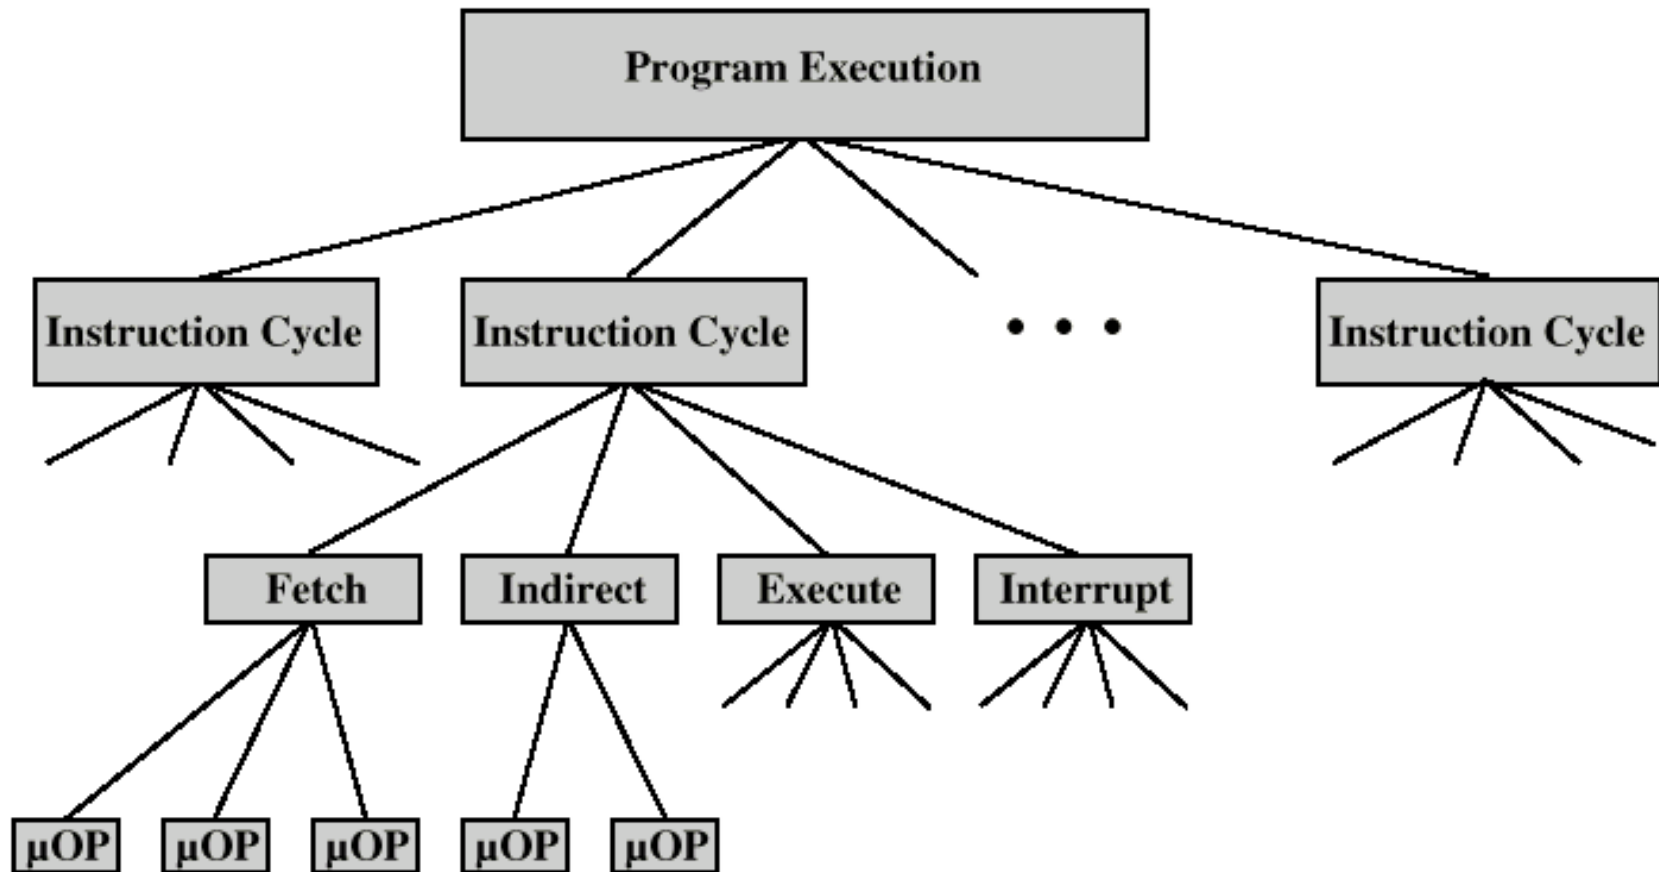 Program Execution
Instruction Cycle
Instruction Cycle
• • •
Instruction Cycle
Fetch
Indirect
Execute
Interrupt
µOP
µOP
µOP
µOP
µOP